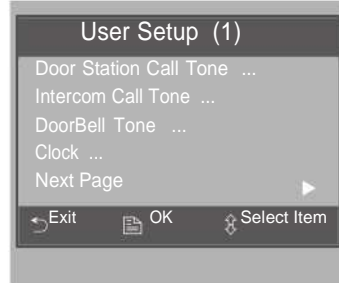 User Setup (1)
Door Station Call Tone ...
Intercom Call Tone ...
DoorBell Tone ...
Clock ...
Next Page
Exit OK Select Item